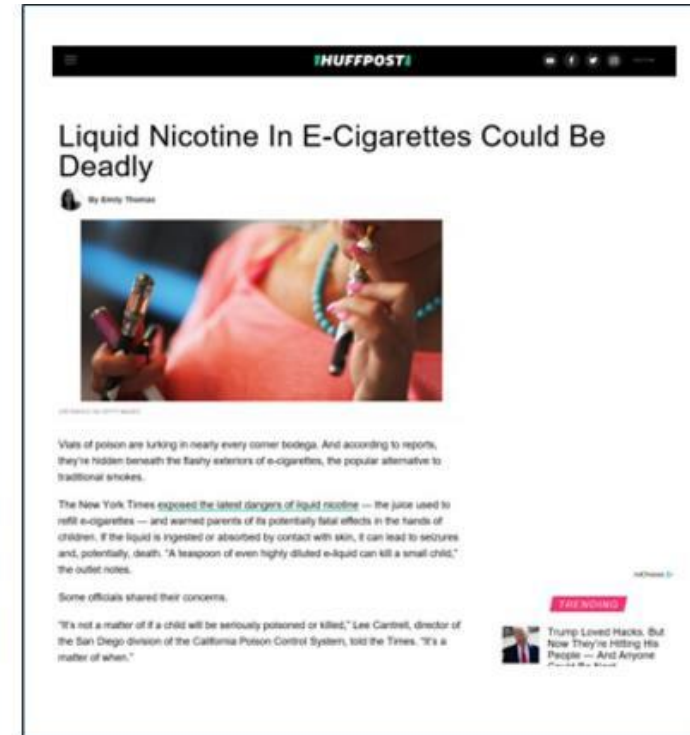 HUFFPOST
Liquid Nicotine In E-Cigarettes Could Be
Deadly
By Emily Thomas
Vials of poison are lurking in nearly every corner bodega. And according to reports,
they're hidden beneath the flashy exteriors of e-cigarettes, the popular alternative to
traditional smokes.
The New York Times exposed the latest dangers of liquid nicotine — the juice used to
refill e-cigarettes — and warned parents of its potentially fatal effects in the hands of
children. If the liquid is ingested or absorbed by contact with skin, it can lead to seizures
and, potentially, death. "A teaspoon of even highly diluted e-liquid can kill a small child,"
the outlet notes.
Some officials shared their concerns.
"It's not a matter of if a child will be seriously poisoned or killed," Lee Cantrell, director of
the San Diego division of the California Poison Control System, told the Times. "It's a
matter of when."
TRENDING
Trump Loved Hacks. But
Now They're Hitting His
People — And Anyone
Could Be Next